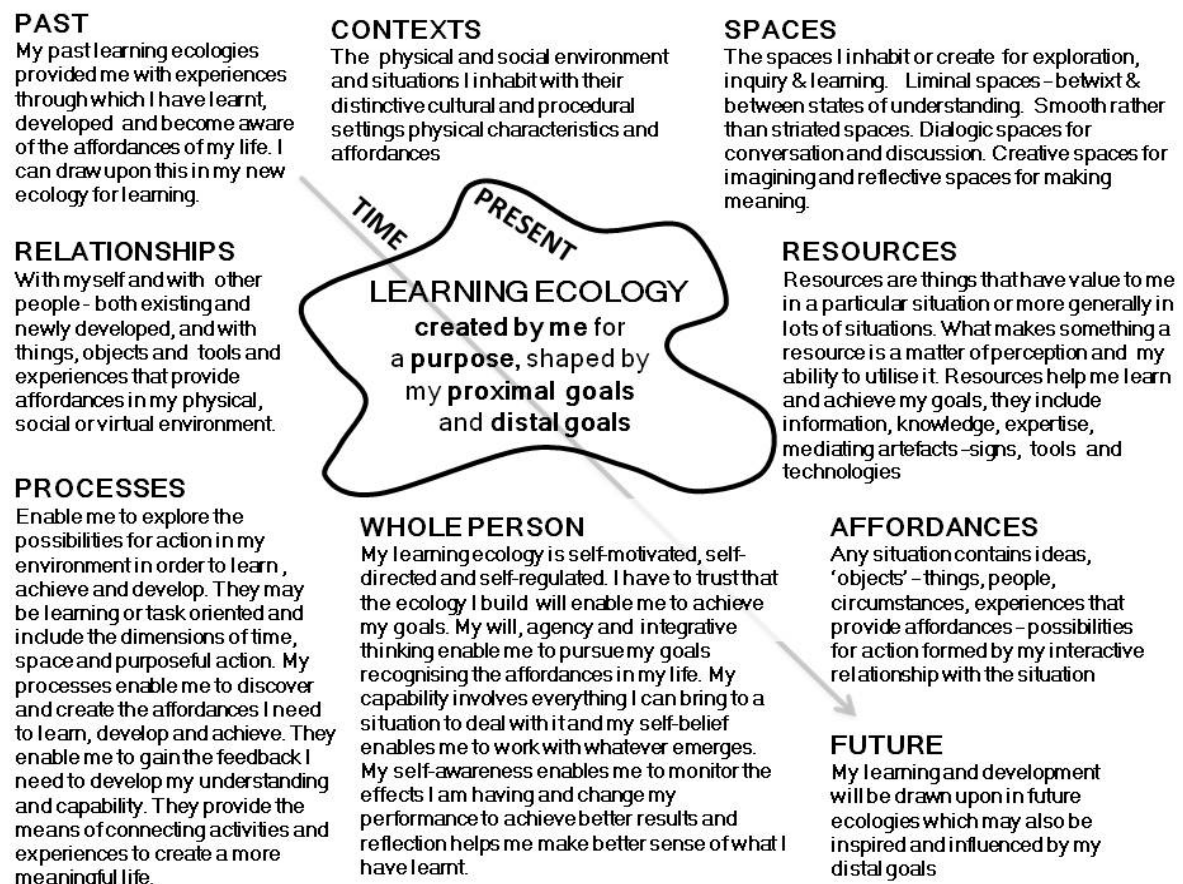 PAST
My past learning ecologies
provided me with experiences
through which I have learnt,
developed and become aware
of the affordances of my life. I
can draw upon this in my new
ecology for learning.
CONTEXTS
The physical and social environment
and situations I inhabit with their
distinctive cultural and procedural
settings physical characteristics and
affordances
SPACES
The spaces I inhabit or create for exploration,
inquiry & learning. Liminal spaces – betwixt &
between states of understanding. Smooth rather
than striated spaces. Dialogic spaces for
conversation and discussion. Creative spaces for
imagining and reflective spaces for making
meaning.
TIME
PRESENT
LEARNING ECOLOGY
created by me for
a purpose, shaped by
my proximal goals
and distal goals
RELATIONSHIPS
With myself and with other
people - both existing and
newly developed, and with
things, objects and tools and
experiences that provide
affordances in my physical,
social or virtual environment.
RESOURCES
Resources are things that have value to me
in a particular situation or more generally in
lots of situations. What makes something a
resource is a matter of perception and my
ability to utilise it. Resources help me learn
and achieve my goals, they include
information, knowledge, expertise,
mediating artefacts –signs, tools and
technologies
PROCESSES
Enable me to explore the
possibilities for action in my
environment in order to learn ,
achieve and develop. They may
be learning or task oriented and
include the dimensions of time,
space and purposeful action. My
processes enable me to discover
and create the affordances I need
to learn, develop and achieve. They
enable me to gain the feedback I
need to develop my understanding
and capability. They provide the
means of connecting activities and
experiences to create a more
meaningful life.
WHOLE PERSON
My learning ecology is self-motivated, self-
directed and self-regulated. I have to trust that
the ecology I build will enable me to achieve
my goals. My will, agency and integrative
thinking enable me to pursue my goals
recognising the affordances in my life. My
capability involves everything I can bring to a
situation to deal with it and my self-belief
enables me to work with whatever emerges.
My self-awareness enables me to monitor the
effects I am having and change my
performance to achieve better results and
reflection helps me make better sense of what I
have learnt.
AFFORDANCES
Any situation contains ideas,
‘objects’ – things, people,
circumstances, experiences that
provide affordances – possibilities
for action formed by my interactive
relationship with the situation
FUTURE
My learning and development
will be drawn upon in future
ecologies which may also be
inspired and influenced by my
distal goals